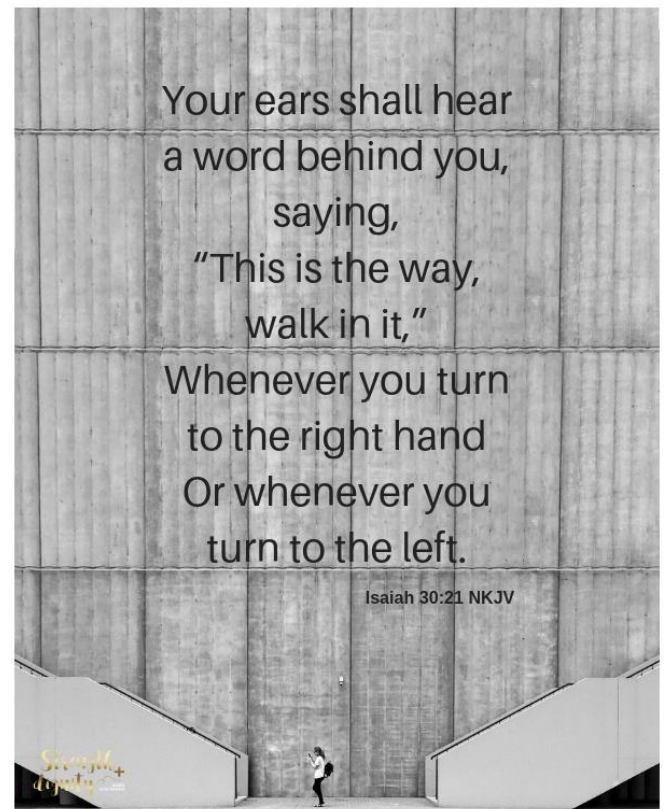 Your ears shall hear
a word behind you,
saying,
“This is the way,
walk in it,”
Whenever you turn
to the right hand
Or whenever you
turn to the left.
Isaiah 30:21 NKJV
Strength +
dignity